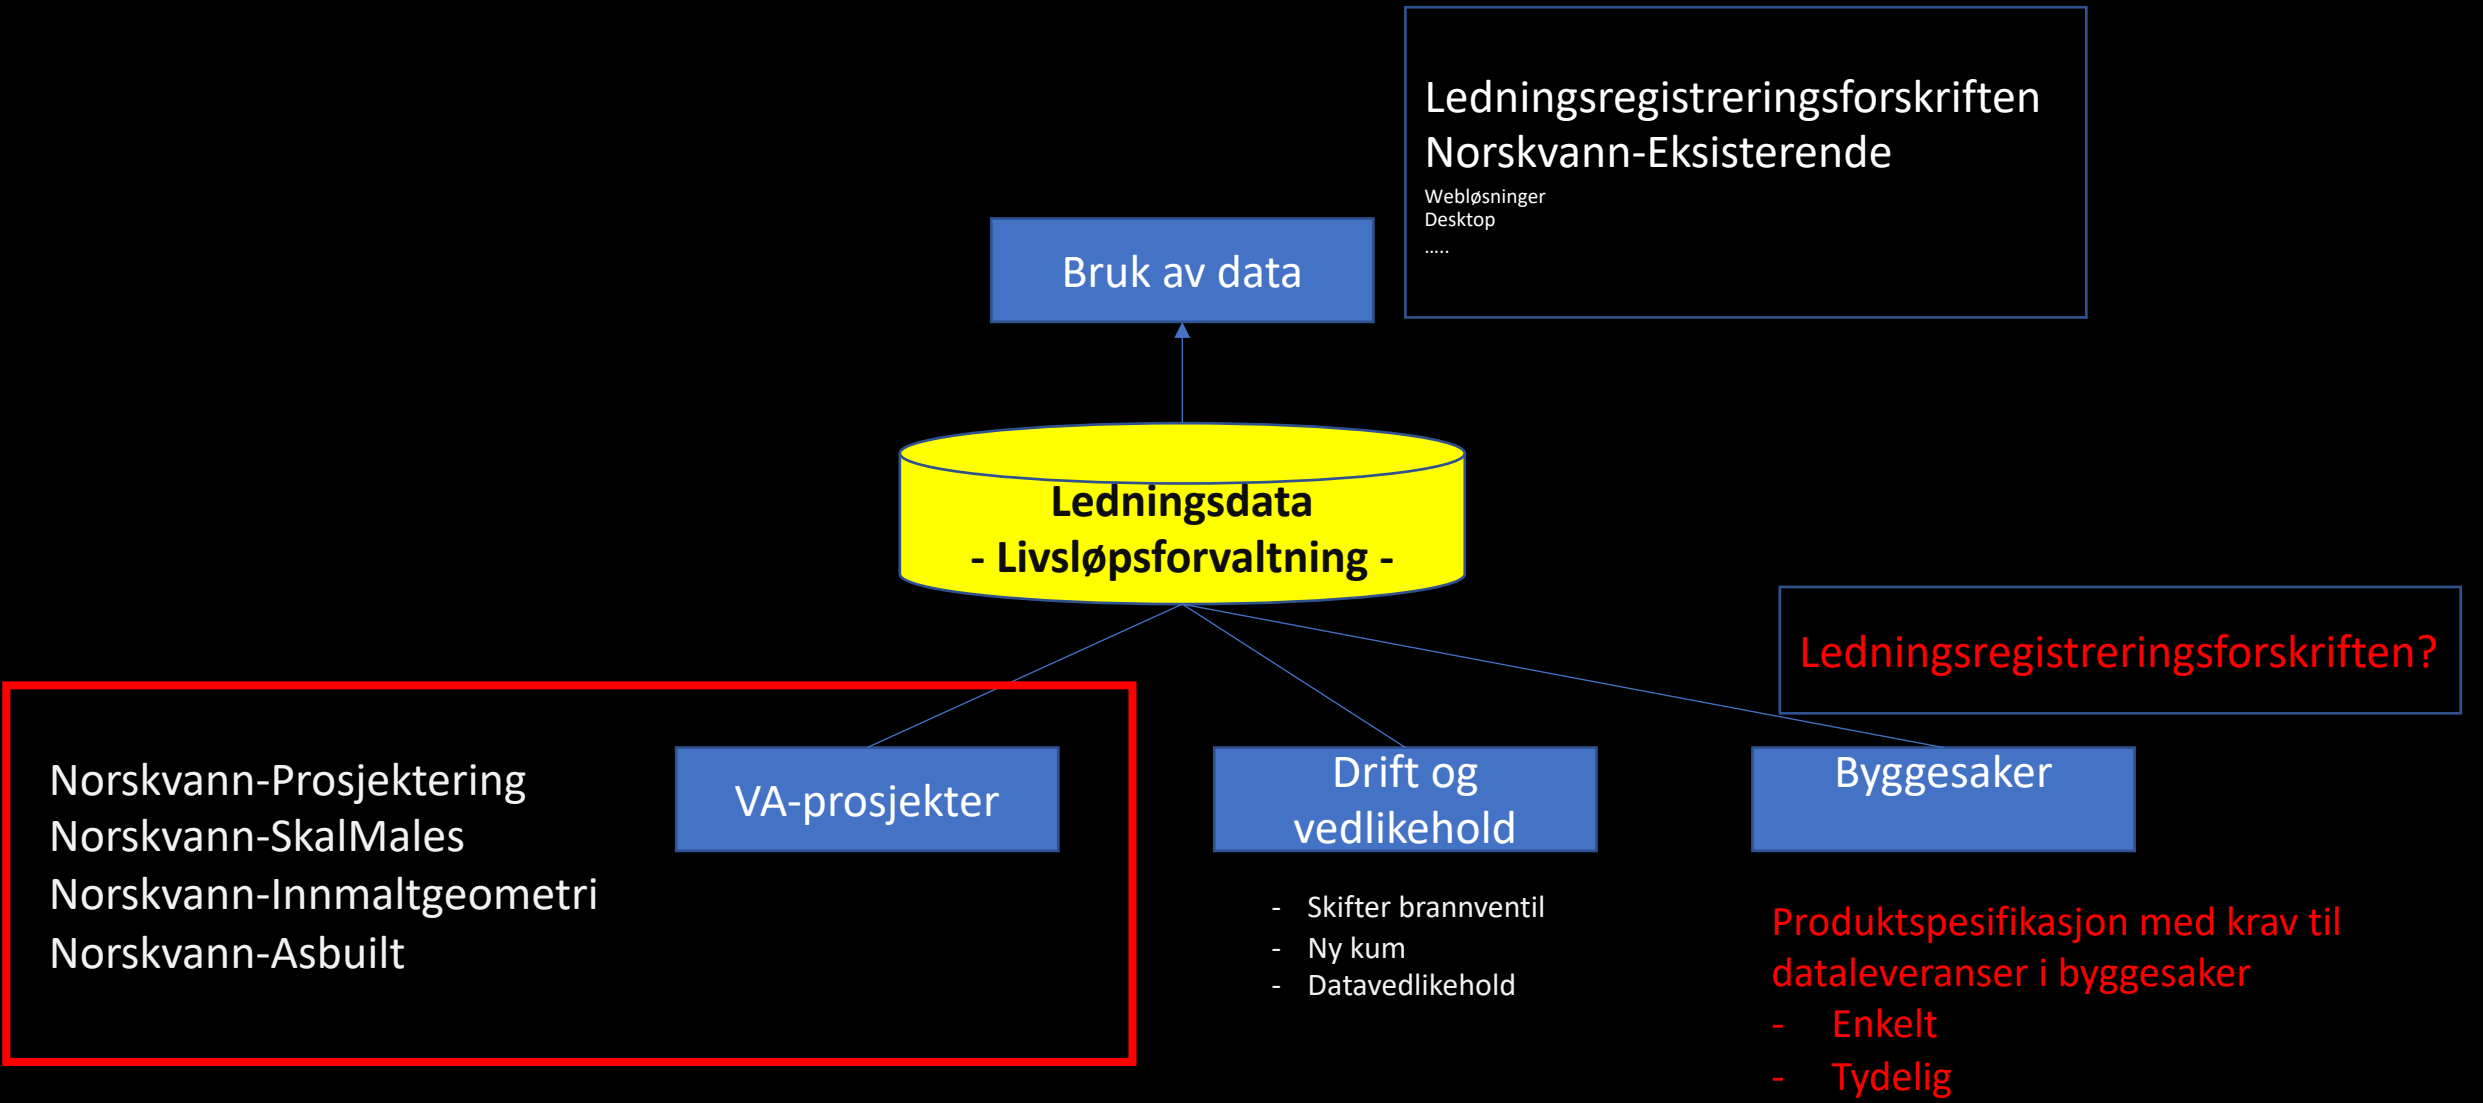 Ledningsregistreringsforskriften
Norskvann-Eksisterende
Webløsninger
Desktop
.....
Bruk av data
Ledningsdata
- Livsløpsforvaltning -
Ledningsregistreringsforskriften?
Norskvann-Prosjektering
Norskvann-SkalMales
Norskvann-Innmaltgeometri
Norskvann-Asbuilt
VA-prosjekter
Drift og
vedlikehold
- Skifter brannventil
- Ny kum
- Datavedlikehold
Byggesaker
Produktspesifikasjon med krav til
dataleveranser i byggesaker
- Enkelt
- Tydelig